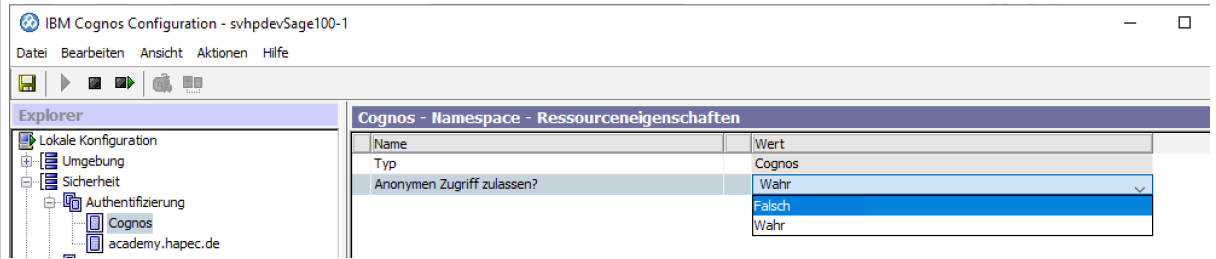 IBM Cognos Configuration - svhpdevSage100-1
Datei Bearbeiten Ansicht Aktionen Hilfe
Explorer
Lokale Konfiguration
Umgebung
Sicherheit
Authentifizierung
Cognos
academy.hapec.de
Cognos - Namespace - Ressourceneigenschaften
Name Wert
Typ Cognos
Anonymen Zugriff zulassen? Wahr
Falsch
Wahr